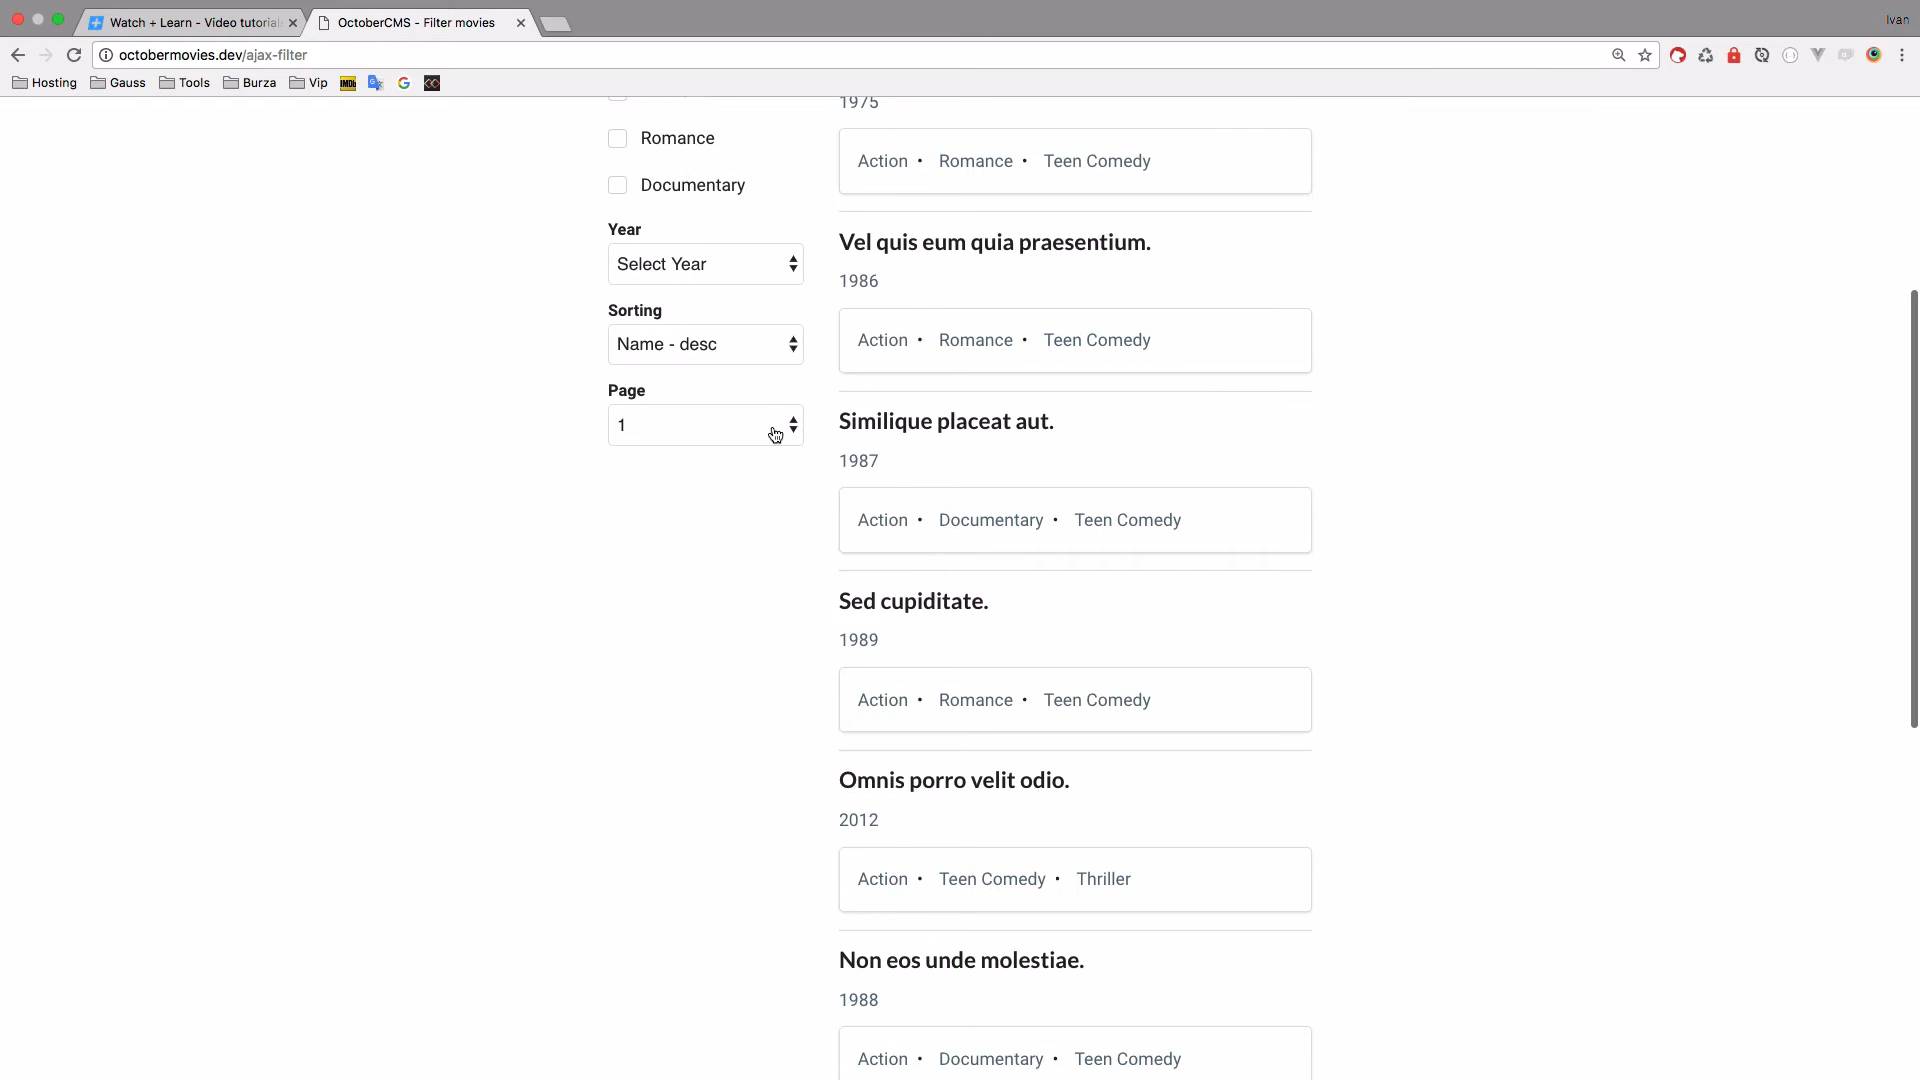 Watch + Learn - Video tutorial
OctoberCMS - Filter movies
Ivan
octobermovies.dev/ajax-filter
Hosting
Gauss
Tools
Burza
Vip
IMDb
Romance
Documentary
Year
Select Year
Sorting
Name - desc
Page
1
1975
Action • Romance • Teen Comedy
Vel quis eum quia praesentium.
1986
Action • Romance • Teen Comedy
Similique placeat aut.
1987
Action • Documentary • Teen Comedy
Sed cupiditate.
1989
Action • Romance • Teen Comedy
Omnis porro velit odio.
2012
Action • Teen Comedy • Thriller
Non eos unde molestiae.
1988
Action • Documentary • Teen Comedy